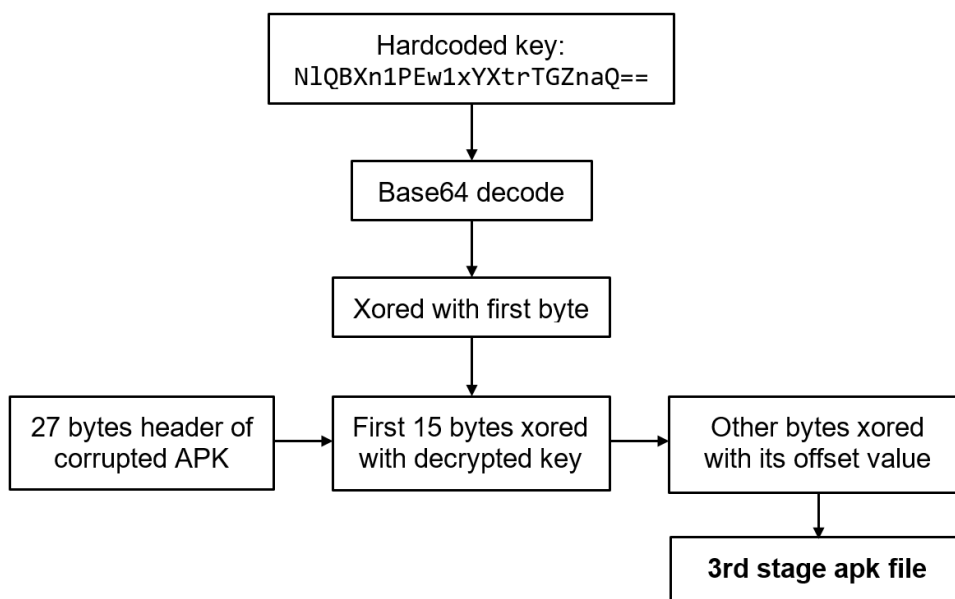 Hardcoded key:
NlQBXn1PEw1xYXtrTGZnaQ==
Base64 decode
Xored with first byte
27 bytes header of
corrupted APK
First 15 bytes xored
with decrypted key
Other bytes xored
with its offset value
3rd stage apk file